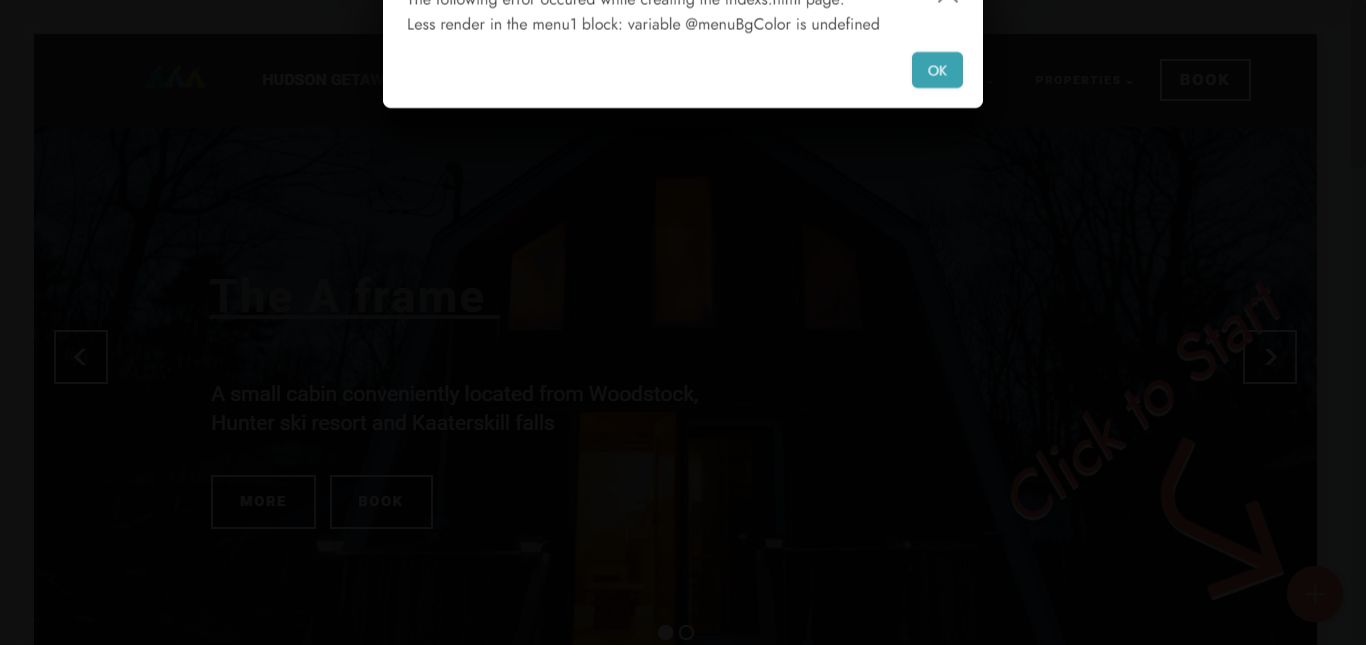 The following error occured while creating the indexs.html page:
Less render in the menu1 block: variable @menuBgColor is undefined
OK
HUDSON GETAW
PROPERTIES
BOOK
The A frame
A small cabin conveniently located from Woodstock,
Hunter ski resort and Kaaterskill falls
MORE
BOOK
Click to Start